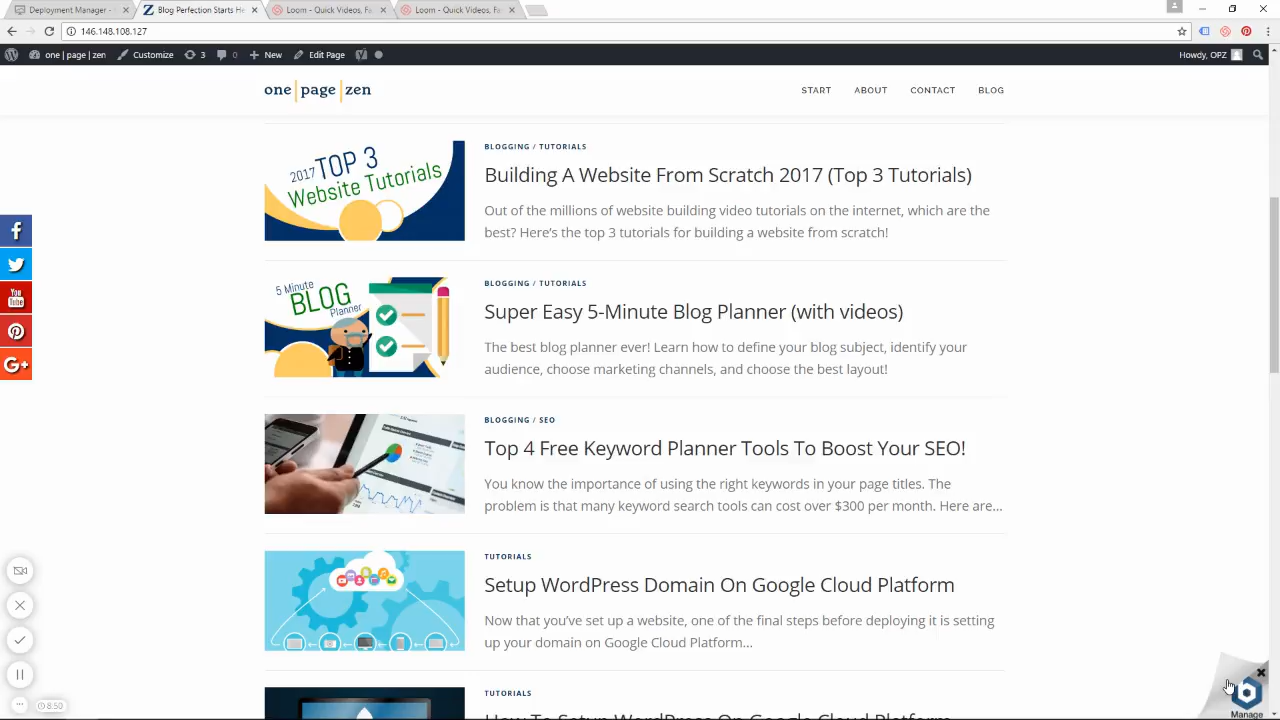 Deployment Manager - M
Blog Perfection Starts He
Loom - Quick Videos, Fa
Loom - Quick Videos, Fa
146.148.108.127
one | page | zen
Customize
3
0
New
Edit Page
Howdy, OPZ
one|page|zen
START
ABOUT
CONTACT
BLOG
2017 TOP 3
Website Tutorials
BLOGGING / TUTORIALS
Building A Website From Scratch 2017 (Top 3 Tutorials)
Out of the millions of website building video tutorials on the internet, which are the
best? Here's the top 3 tutorials for building a website from scratch!
5 Minute
BLOG
Planner
BLOGGING / TUTORIALS
Super Easy 5-Minute Blog Planner (with videos)
The best blog planner ever! Learn how to define your blog subject, identify your
audience, choose marketing channels, and choose the best layout!
BLOGGING / SEO
Top 4 Free Keyword Planner Tools To Boost Your SEO!
You know the importance of using the right keywords in your page titles. The
problem is that many keyword search tools can cost over $300 per month. Here are...
TUTORIALS
Setup WordPress Domain On Google Cloud Platform
Now that you've set up a website, one of the final steps before deploying it is setting
up your domain on Google Cloud Platform...
TUTORIALS
How To Setup WordPress On Google Cloud Platform
You
Tube
G+
8:50
Manage